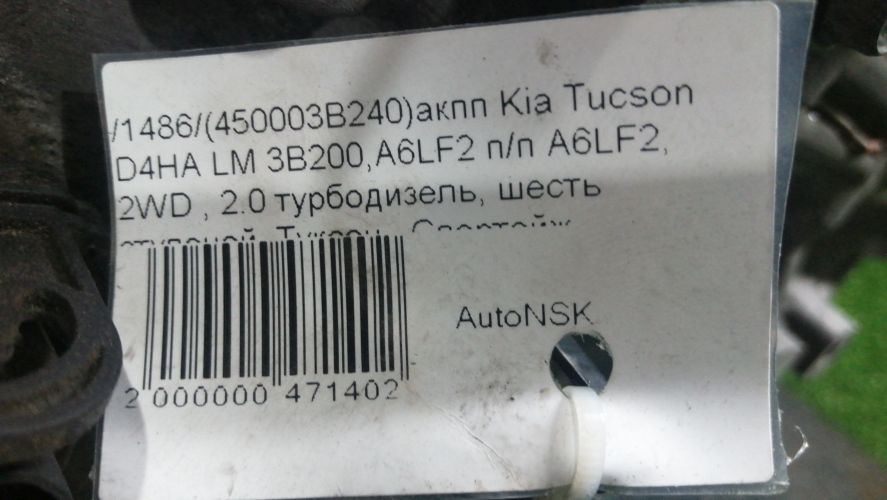 /1486/(450003B240)акпп Kia Tucson
D4HA LM 3B200,A6LF2 п/п A6LF2,
2WD , 2.0 турбодизель, шесть
AutoNSK
2 000000 471402